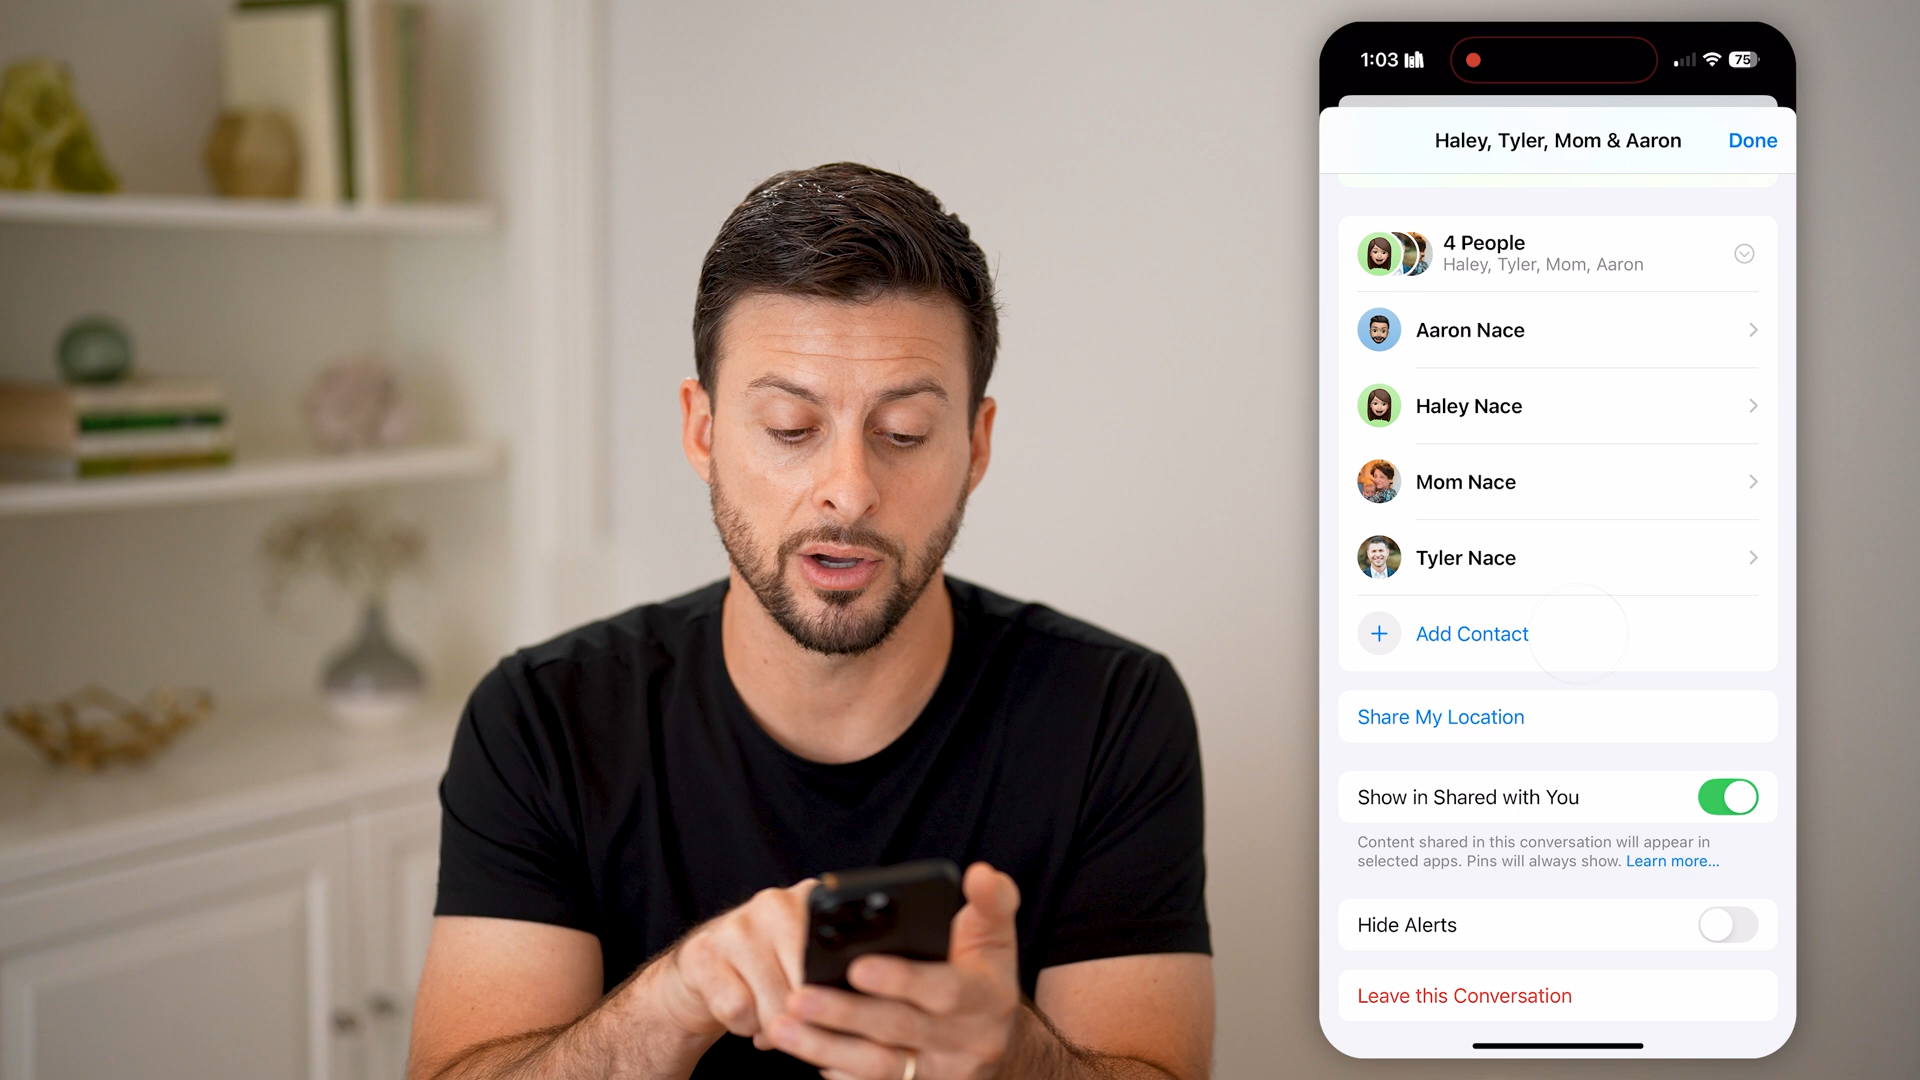 1:03
75
Haley, Tyler, Mom & Aaron
Done
4 People
Haley, Tyler, Mom, Aaron
Aaron Nace
Haley Nace
Mom Nace
Tyler Nace
Add Contact
Share My Location
Show in Shared with You
Content shared in this conversation will appear in
selected apps. Pins will always show. Learn more...
Hide Alerts
Leave this Conversation